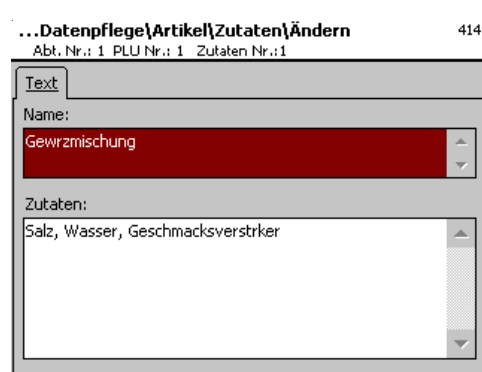 ...Datenpflege\Artikel\Zutaten\Ändern 414
Abt. Nr.: 1 PLU Nr.: 1 Zutaten Nr.:1
Text
Name:
Gewrzmischung
Zutaten:
Salz, Wasser, Geschmacksverstrker